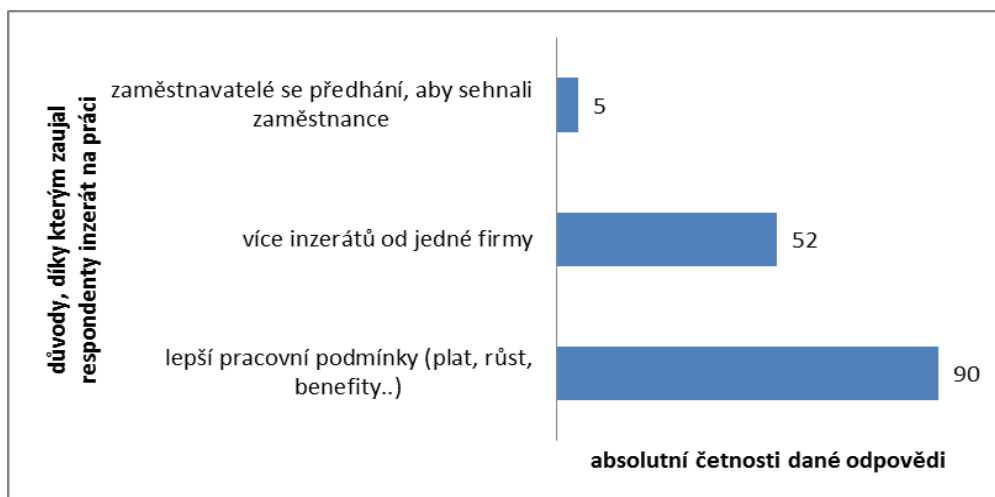 důvody, díky kterým zaujal
respondenty inzerát na práci
zaměstnavatelé se předhání, aby sehnali
zaměstnance
5
více inzerátů od jedné firmy
52
lepší pracovní podmínky (plat, růst,
benefity..)
90
absolutní četnosti dané odpovědi